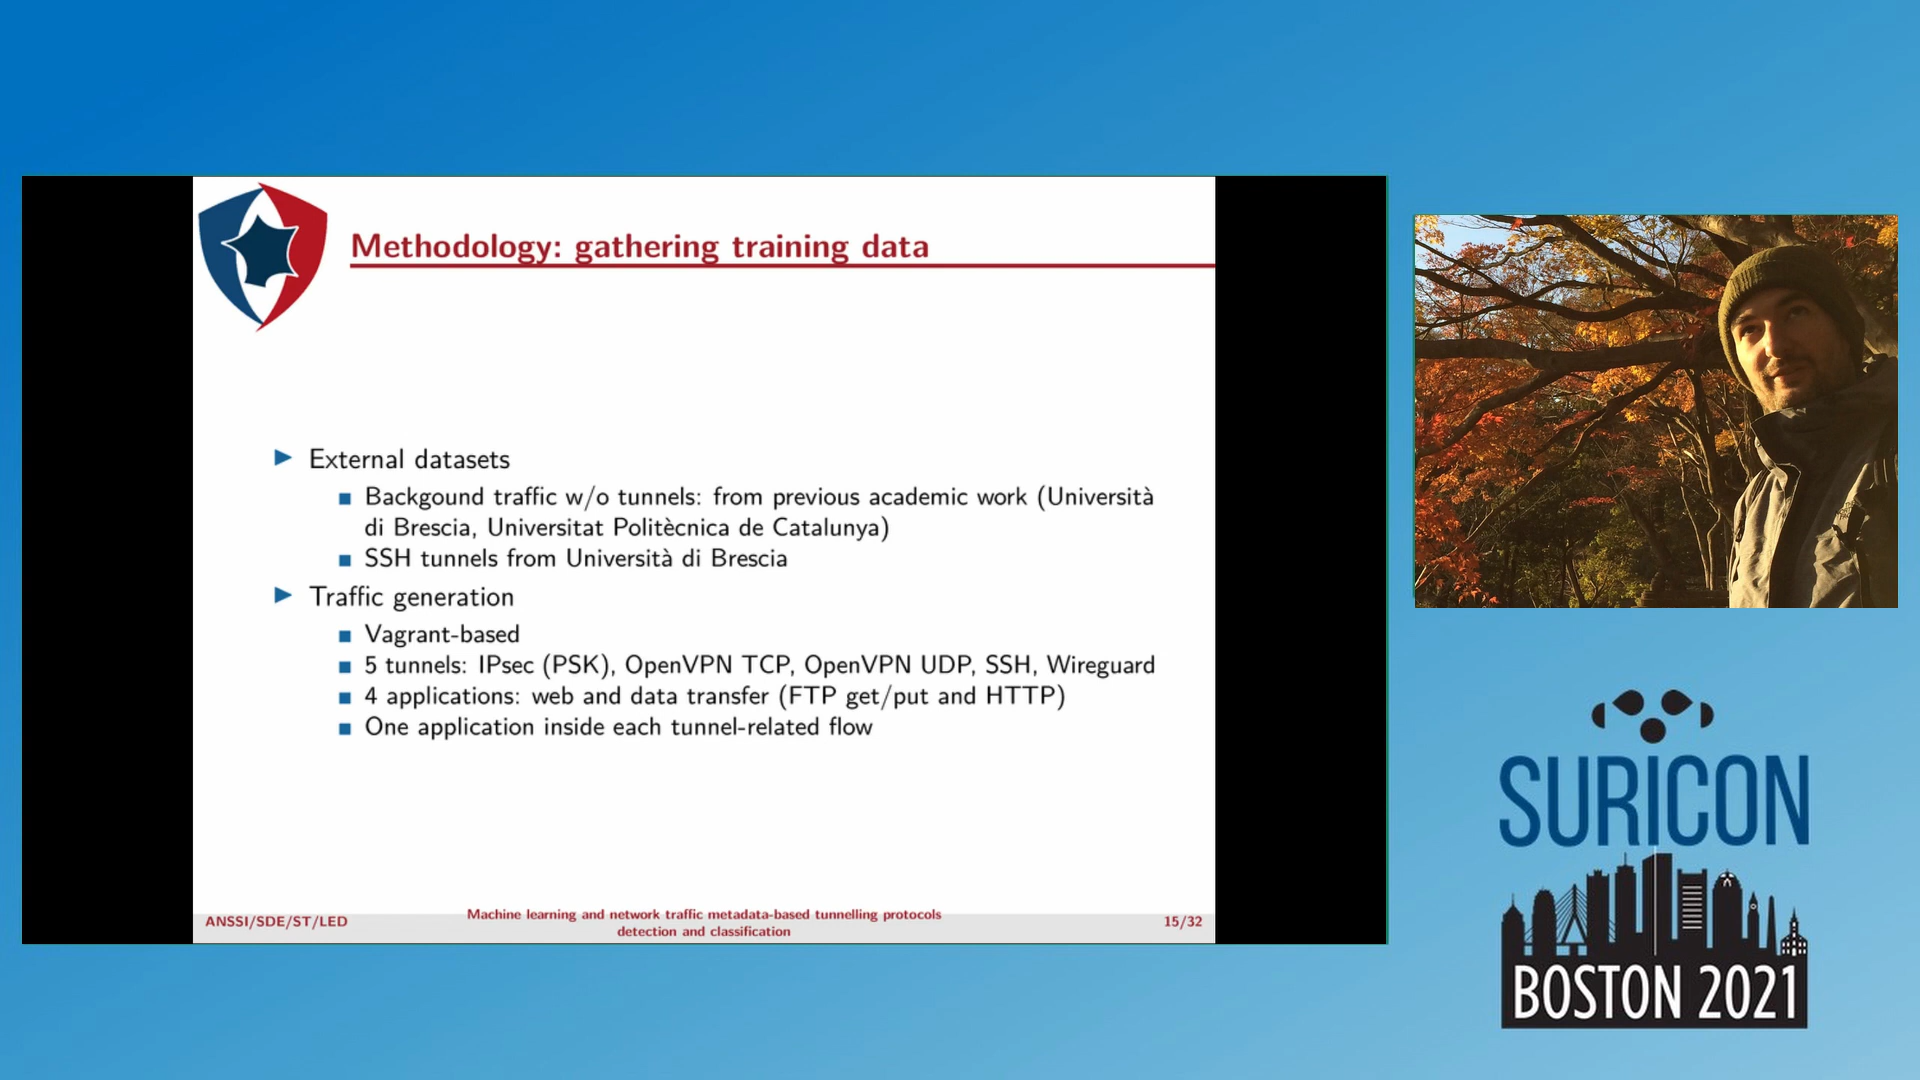 Methodology: gathering training data
External datasets
Backgound traffic w/o tunnels: from previous academic work (Università
di Brescia, Universitat Politècnica de Catalunya)
SSH tunnels from Università di Brescia
Traffic generation
Vagrant-based
5 tunnels: IPsec (PSK), OpenVPN TCP, OpenVPN UDP, SSH, Wireguard
4 applications: web and data transfer (FTP get/put and HTTP)
One application inside each tunnel-related flow
ANSSI/SDE/ST/LED
Machine learning and network traffic metadata-based tunnelling protocols
detection and classification
15/32
SURICON
BOSTON 2021